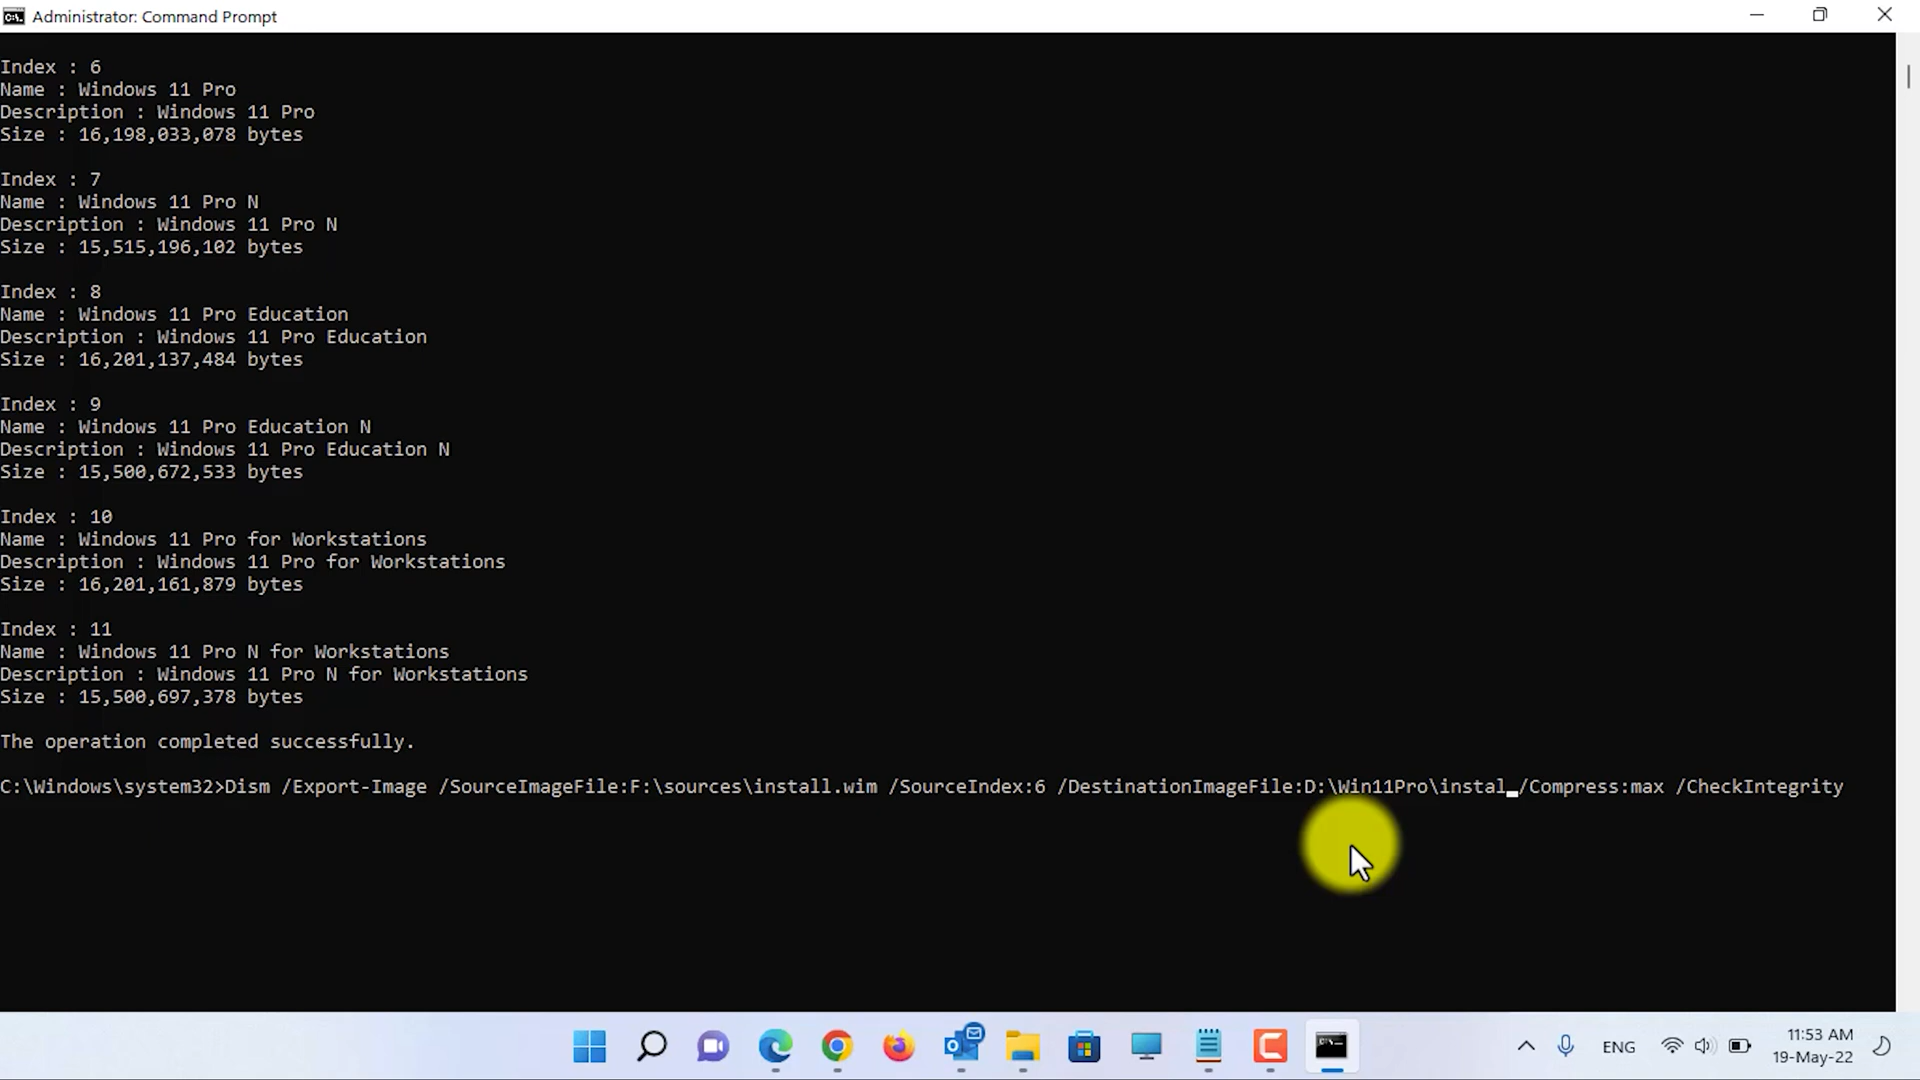 Administrator: Command Prompt
Index : 6
Name : Windows 11 Pro
Description : Windows 11 Pro
Size : 16,198,033,078 bytes
Index : 7
Name : Windows 11 Pro N
Description : Windows 11 Pro N
Size : 15,515,196,102 bytes
Index : 8
Name : Windows 11 Pro Education
Description : Windows 11 Pro Education
Size : 16,201,137,484 bytes
Index : 9
Name : Windows 11 Pro Education N
Description : Windows 11 Pro Education N
Size : 15,500,672,533 bytes
Index : 10
Name : Windows 11 Pro for Workstations
Description : Windows 11 Pro for Workstations
Size : 16,201,161,879 bytes
Index : 11
Name : Windows 11 Pro N for Workstations
Description : Windows 11 Pro N for Workstations
Size : 15,500,697,378 bytes
The operation completed successfully.
C:\Windows\system32>Dism /Export-Image /SourceImageFile:F:\sources\install.wim /SourceIndex:6 /DestinationImageFile:D:\Win11Pro\instal_/Compress:max /CheckIntegrity
ENG
11:53 AM
19-May-22